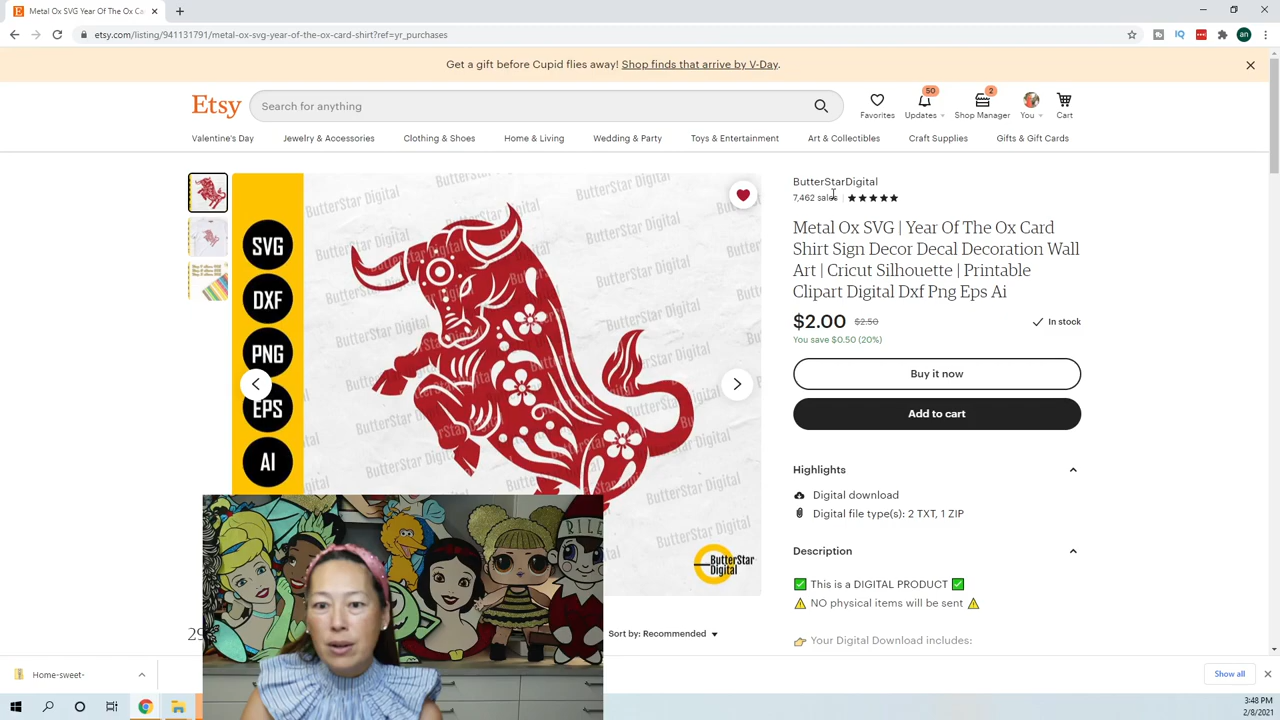 Metal Ox SVG Year Of The Ox Ca
etsy.com/listing/941131791/metal-ox-svg-year-of-the-ox-card-shirt?ref=yr_purchases
Get a gift before Cupid flies away! Shop finds that arrive by V-Day.
Etsy
Search for anything
Favorites
50
Updates
2
Shop Manager
You
Cart
Valentine's Day
Jewelry & Accessories
Clothing & Shoes
Home & Living
Wedding & Party
Toys & Entertainment
Art & Collectibles
Craft Supplies
Gifts & Gift Cards
SVG
DXF
PNG
EPS
AI
ButterStar Digital
ButterStar
Digital
ButterStarDigital
7,462 sales
Metal Ox SVG | Year Of The Ox Card
Shirt Sign Decor Decal Decoration Wall
Art | Cricut Silhouette | Printable
Clipart Digital Dxf Png Eps Ai
$2.00 $2.50
In stock
You save $0.50 (20%)
Buy it now
Add to cart
Highlights
Digital download
Digital file type(s): 2 TXT, 1 ZIP
Description
This is a DIGITAL PRODUCT
NO physical items will be sent
Your Digital Download includes:
Sort by: Recommended
RILE
Home-sweet-
Show all
3:48 PM
2/8/2021